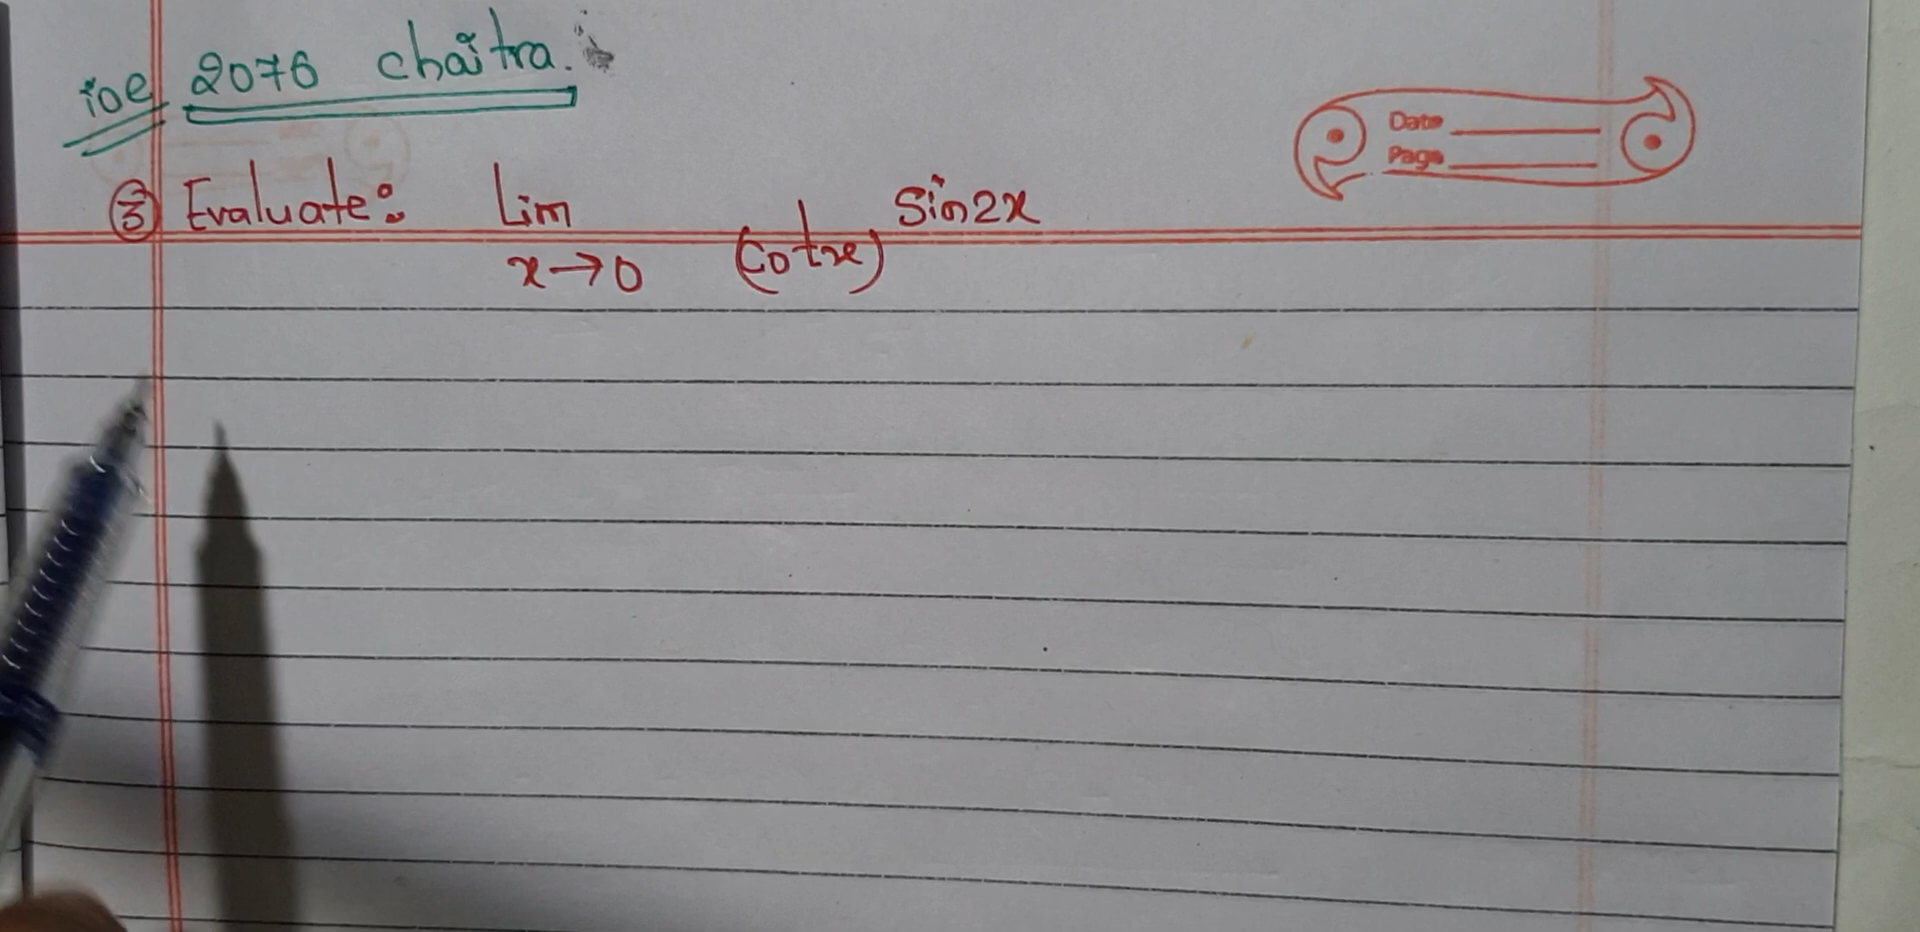 ioe 2076 chaitra.
Date
Page
③ Evaluate: Lim x→0 (cotx)^sin2x